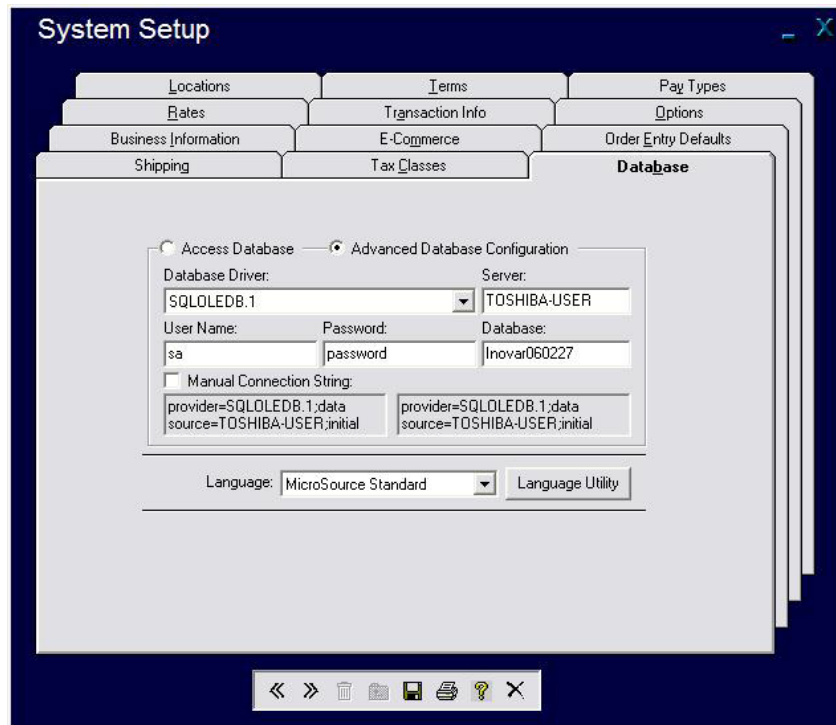 System Setup
Locations Terms Pay Types
Rates Transaction Info Options
Business Information E-Commerce Order Entry Defaults
Shipping Tax Classes Database
Access Database Advanced Database Configuration
Database Driver: Server:
SQLOLEDB.1 TOSHIBA-USER
User Name: Password: Database:
sa password Inovar060227
Manual Connection String:
provider=SQLOLEDB.1;data provider=SQLOLEDB.1;data
source=TOSHIBA-USER;initial source=TOSHIBA-USER;initial
Language: MicroSource Standard Language Utility